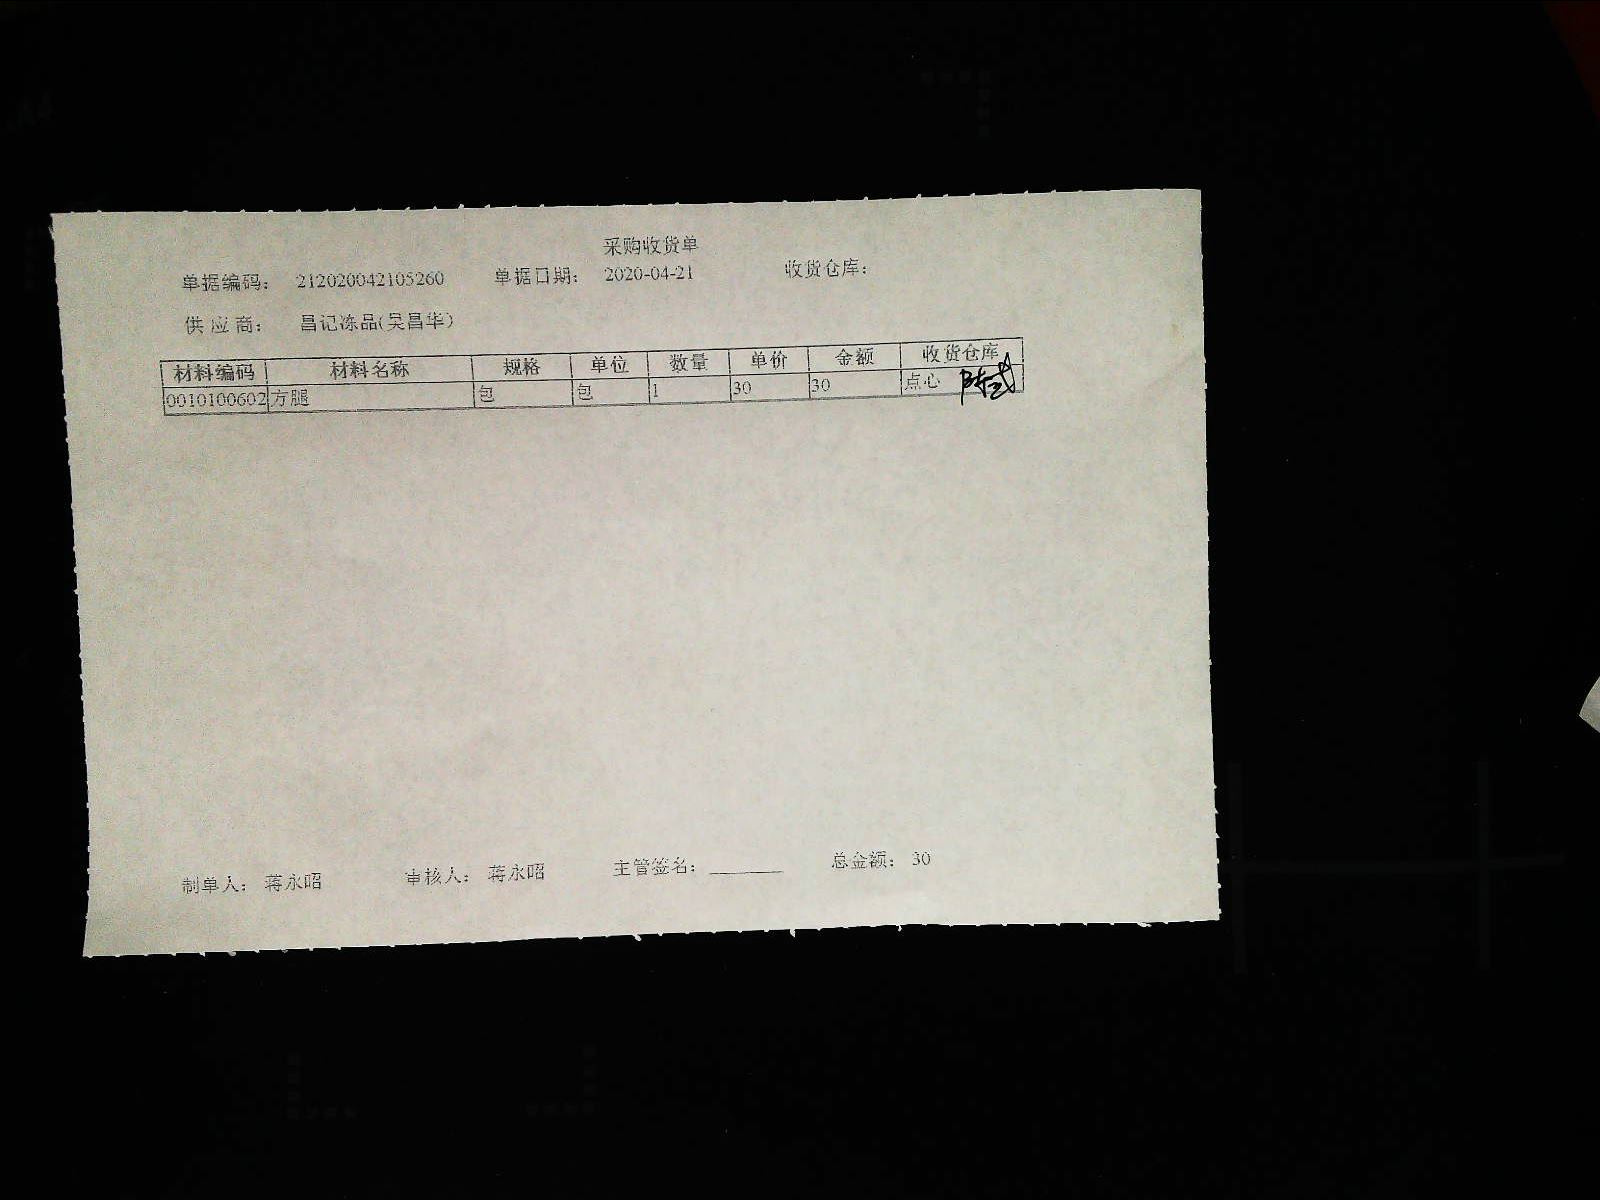 采购收货单
单据编码: 212020042105260 单据日期: 2020-04-21 收货仓库:
供应商: 昌记冻品(吴昌华)
材料编码 材料名称 规格 单位 数量 单价 金额 收货仓库
0010100602 方腿 包 包 1 30 30 点心
制单人: 蒋永昭 审核人: 蒋永昭 主管签名: ______ 总金额: 30